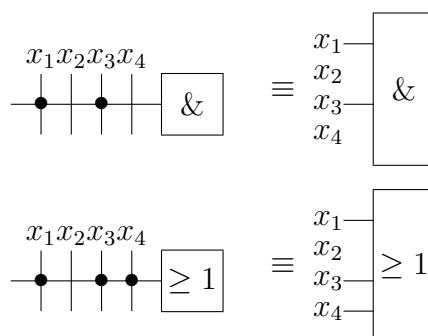 x₁x₂x₃x₄
&
≡
x₁
x₂
x₃
x₄
&
x₁x₂x₃x₄
≥ 1
≡
x₁
x₂
x₃
x₄
≥ 1